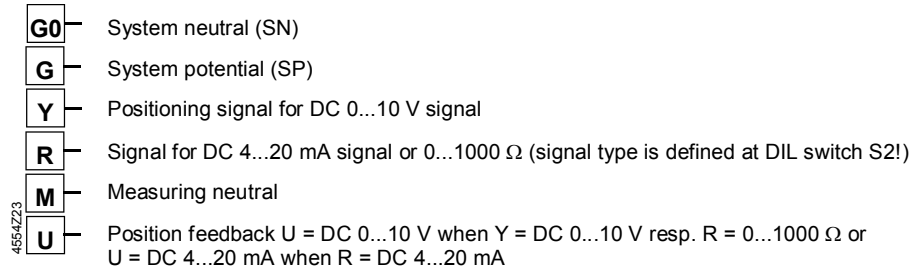 G0 System neutral (SN)
G System potential (SP)
Y Positioning signal for DC 0...10 V signal
R Signal for DC 4...20 mA signal or 0...1000 Ω (signal type is defined at DIL switch S2!)
M Measuring neutral
U Position feedback U = DC 0...10 V when Y = DC 0...10 V resp. R = 0...1000 Ω or
U = DC 4...20 mA when R = DC 4...20 mA
4554Z23